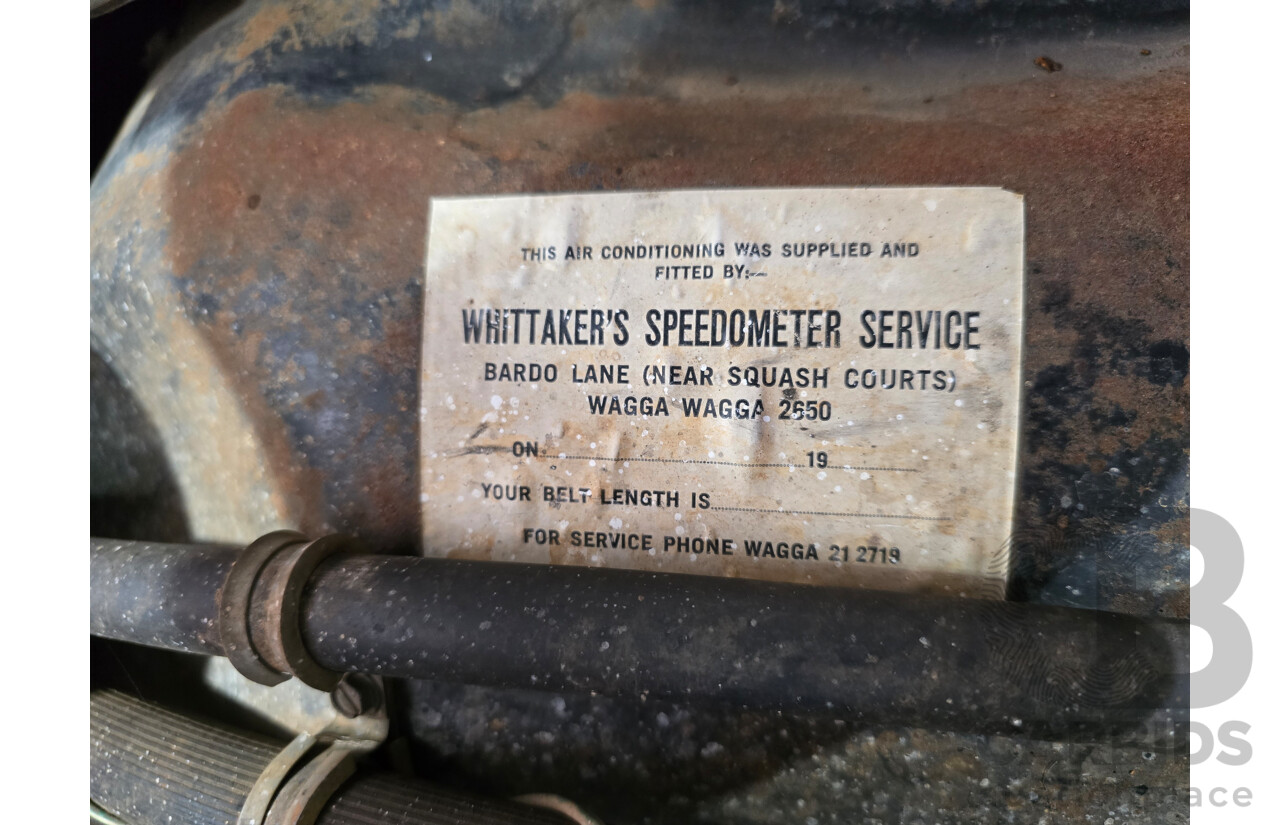 THIS AIR CONDITIONING WAS SUPPLIED AND
FITTED BY:—
WHITTAKER'S SPEEDOMETER SERVICE
BARDO LANE (NEAR SQUASH COURTS)
WAGGA WAGGA 2650
ON 19
YOUR BELT LENGTH IS
FOR SERVICE PHONE WAGGA 21 2719